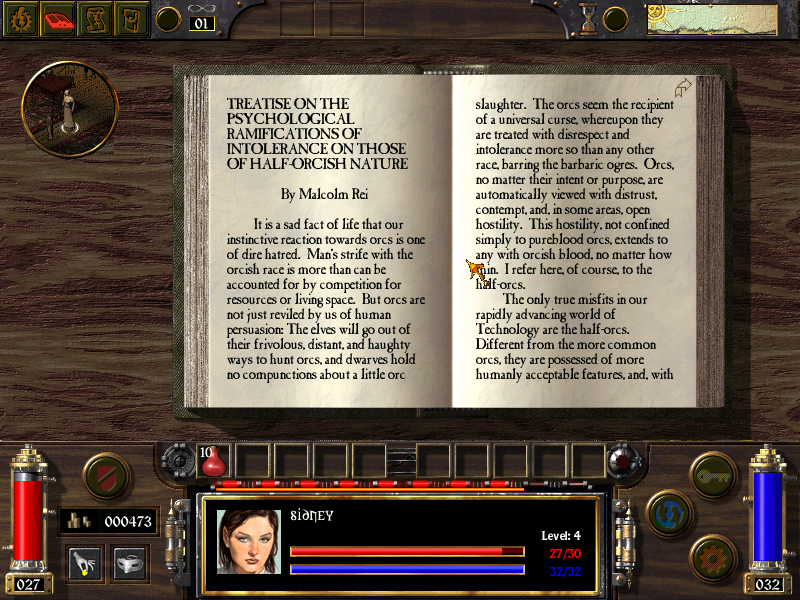 01
TREATISE ON THE
PSYCHOLOGICAL
RAMIFICATIONS OF
INTOLERANCE ON THOSE
OF HALF-ORCISH NATURE
By Malcolm Rei
It is a sad fact of life that our
instinctive reaction towards orcs is one
of dire hatred. Man's strife with the
orcish race is more than can be
accounted for by competition for
resources or living space. But orcs are
not just reviled by us of human
persuasion: The elves will go out of
their frivolous, distant, and haughty
ways to hunt orcs, and dwarves hold
no compunctions about a little orc
slaughter. The orcs seem the recipient
of a universal curse, whereupon they
are treated with disrespect and
intolerance more so than any other
race, barring the barbaric ogres. Orcs,
no matter their intent or purpose, are
automatically viewed with distrust,
contempt, and, in some areas, open
hostility. This hostility, not confined
simply to pureblood orcs, extends to
any with orcish blood, no matter how
I refer here, of course, to the
half-orcs.
The only true misfits in our
rapidly advancing world of
Technology are the half-orcs.
Different from the more common
orcs, they are possessed of more
humanly acceptable features, and, with
10
000473
SIDNEY
Level: 4
27/30
32/32
027
032